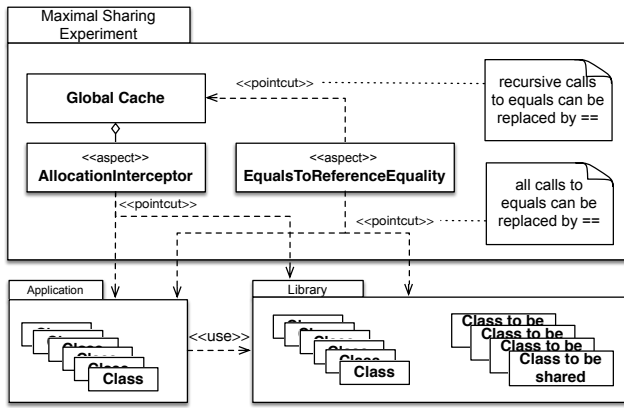 Maximal Sharing
Experiment
<<pointcut>>
recursive calls
to equals can be
replaced by ==
Global Cache
<<aspect>>
AllocationInterceptor
<<aspect>>
EqualsToReferenceEquality
all calls to
equals can be
replaced by ==
<<pointcut>>
<<pointcut>>
Application
Library
<<use>>
Class
Class
Class to be
Class to be
Class to be
Class to be
shared